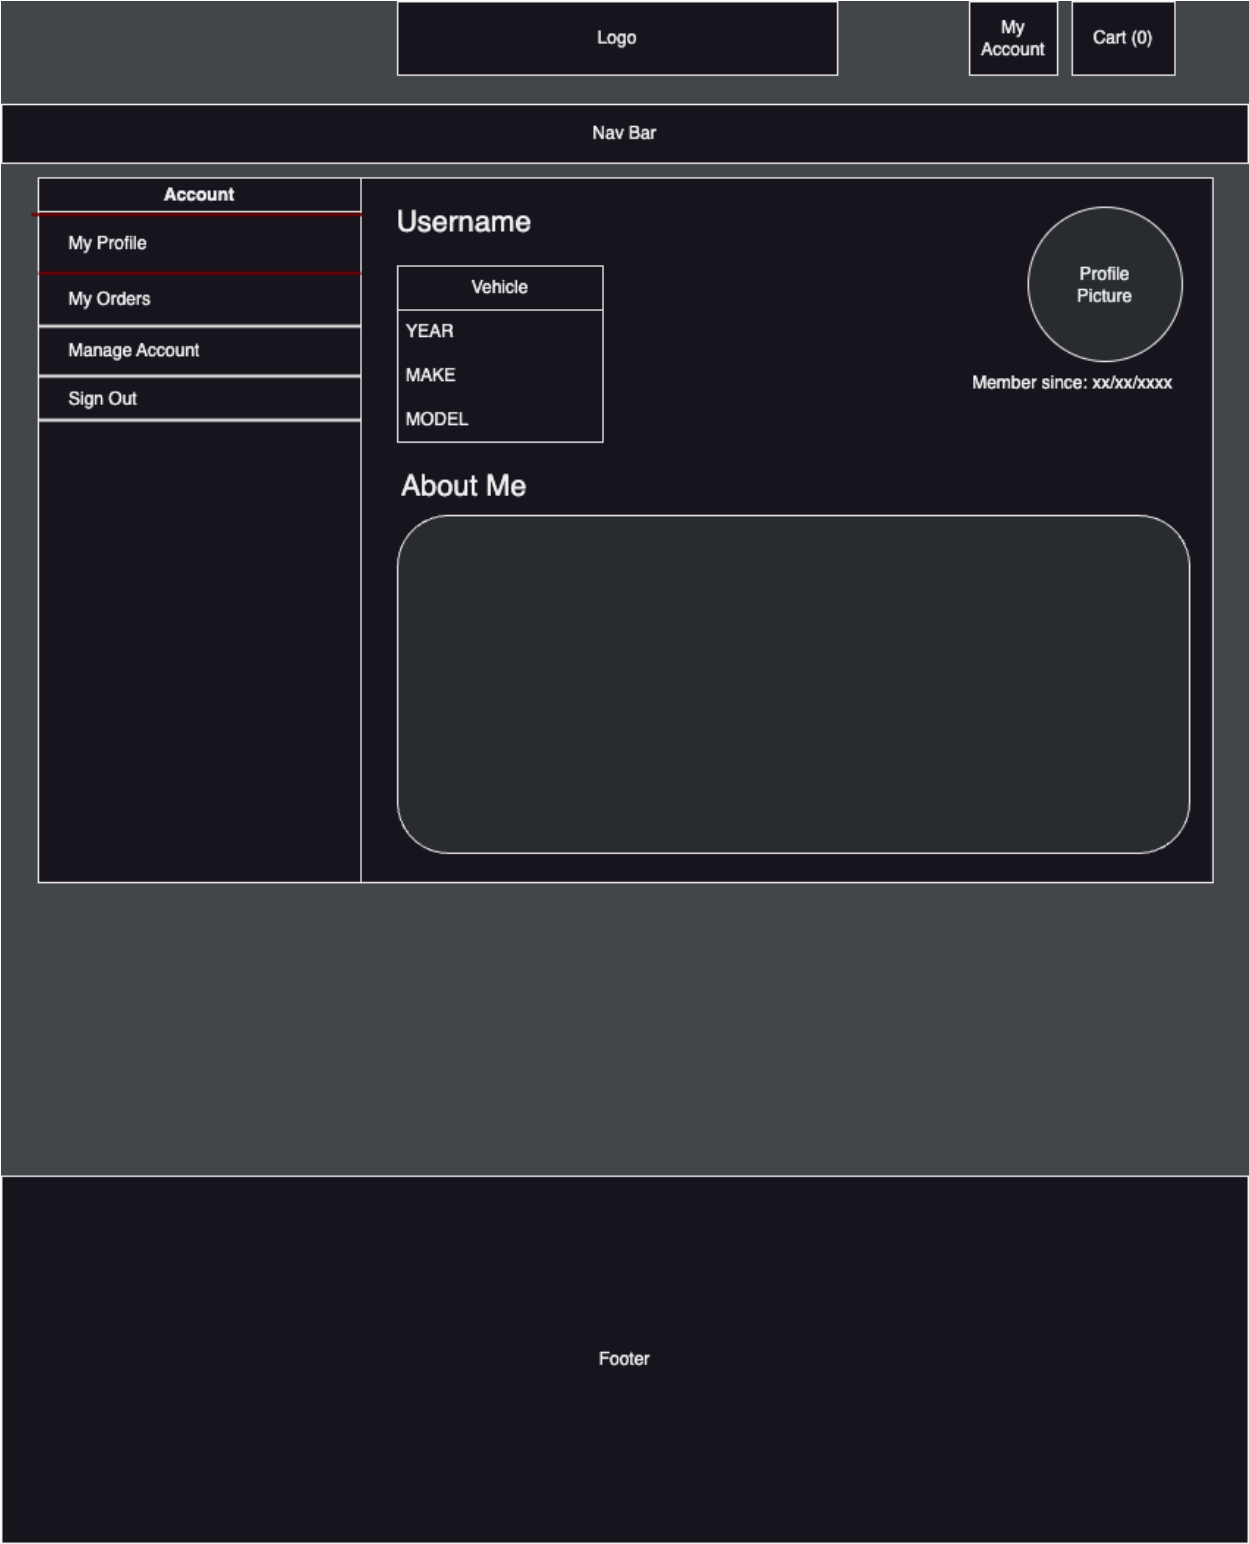 Logo
My
Account
Cart (0)
Nav Bar
Account
My Profile
My Orders
Manage Account
Sign Out
Username
Vehicle
YEAR
MAKE
MODEL
Profile
Picture
Member since: xx/xx/xxxx
About Me
Footer